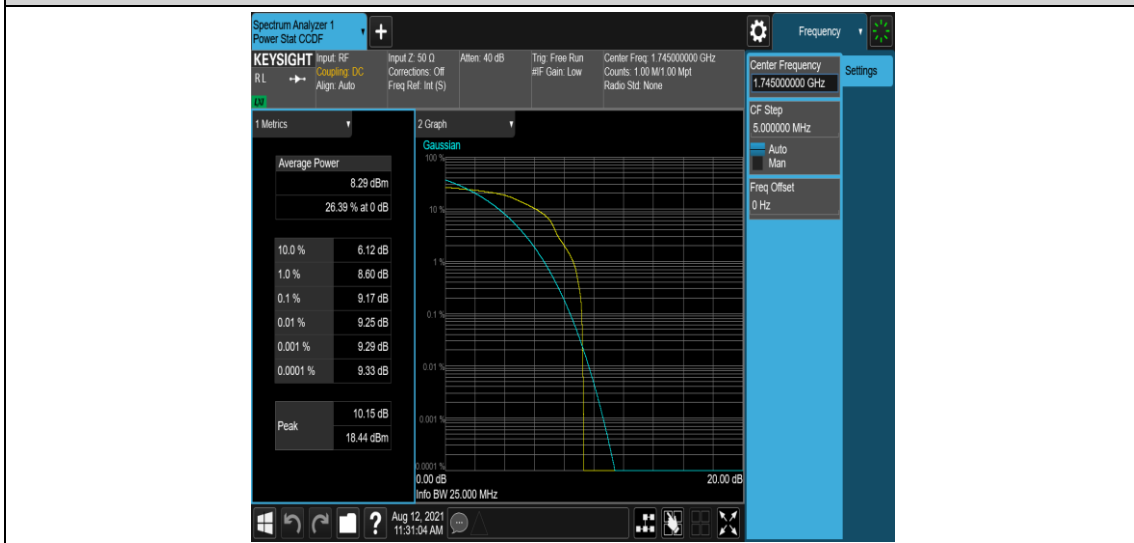 Spectrum Analyzer 1
Power Stat CCDF
+
Frequency
KEYSIGHT
RL
Input: RF
Coupling: DC
Align: Auto
Input Z: 50 Ω
Corrections: Off
Freq Ref: Int (S)
Atten: 40 dB
Trig: Free Run
#IF Gain: Low
Center Freq: 1.745000000 GHz
Counts: 1.00 M/1.00 Mpt
Radio Std: None
Center Frequency
1.745000000 GHz
Settings
CF Step
5.000000 MHz
Auto
Man
Freq Offset
0 Hz
1 Metrics
Average Power
8.29 dBm
26.39 % at 0 dB
10.0 % 6.12 dB
1.0 % 8.60 dB
0.1 % 9.17 dB
0.01 % 9.25 dB
0.001 % 9.29 dB
0.0001 % 9.33 dB
Peak
10.15 dB
18.44 dBm
2 Graph
Gaussian
100 %
10 %
1 %
0.1 %
0.01 %
0.001 %
0.0001 %
0.00 dB 20.00 dB
Info BW 25.000 MHz
?
Aug 12, 2021
11:31:04 AM